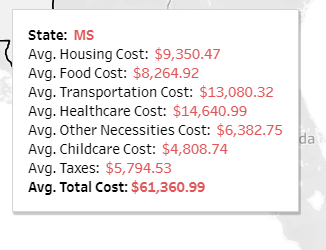 State: MS
Avg. Housing Cost: $9,350.47
Avg. Food Cost: $8,264.92
Avg. Transportation Cost: $13,080.32
Avg. Healthcare Cost: $14,640.99
Avg. Other Necessities Cost: $6,382.75
Avg. Childcare Cost: $4,808.74
Avg. Taxes: $5,794.53
Avg. Total Cost: $61,360.99